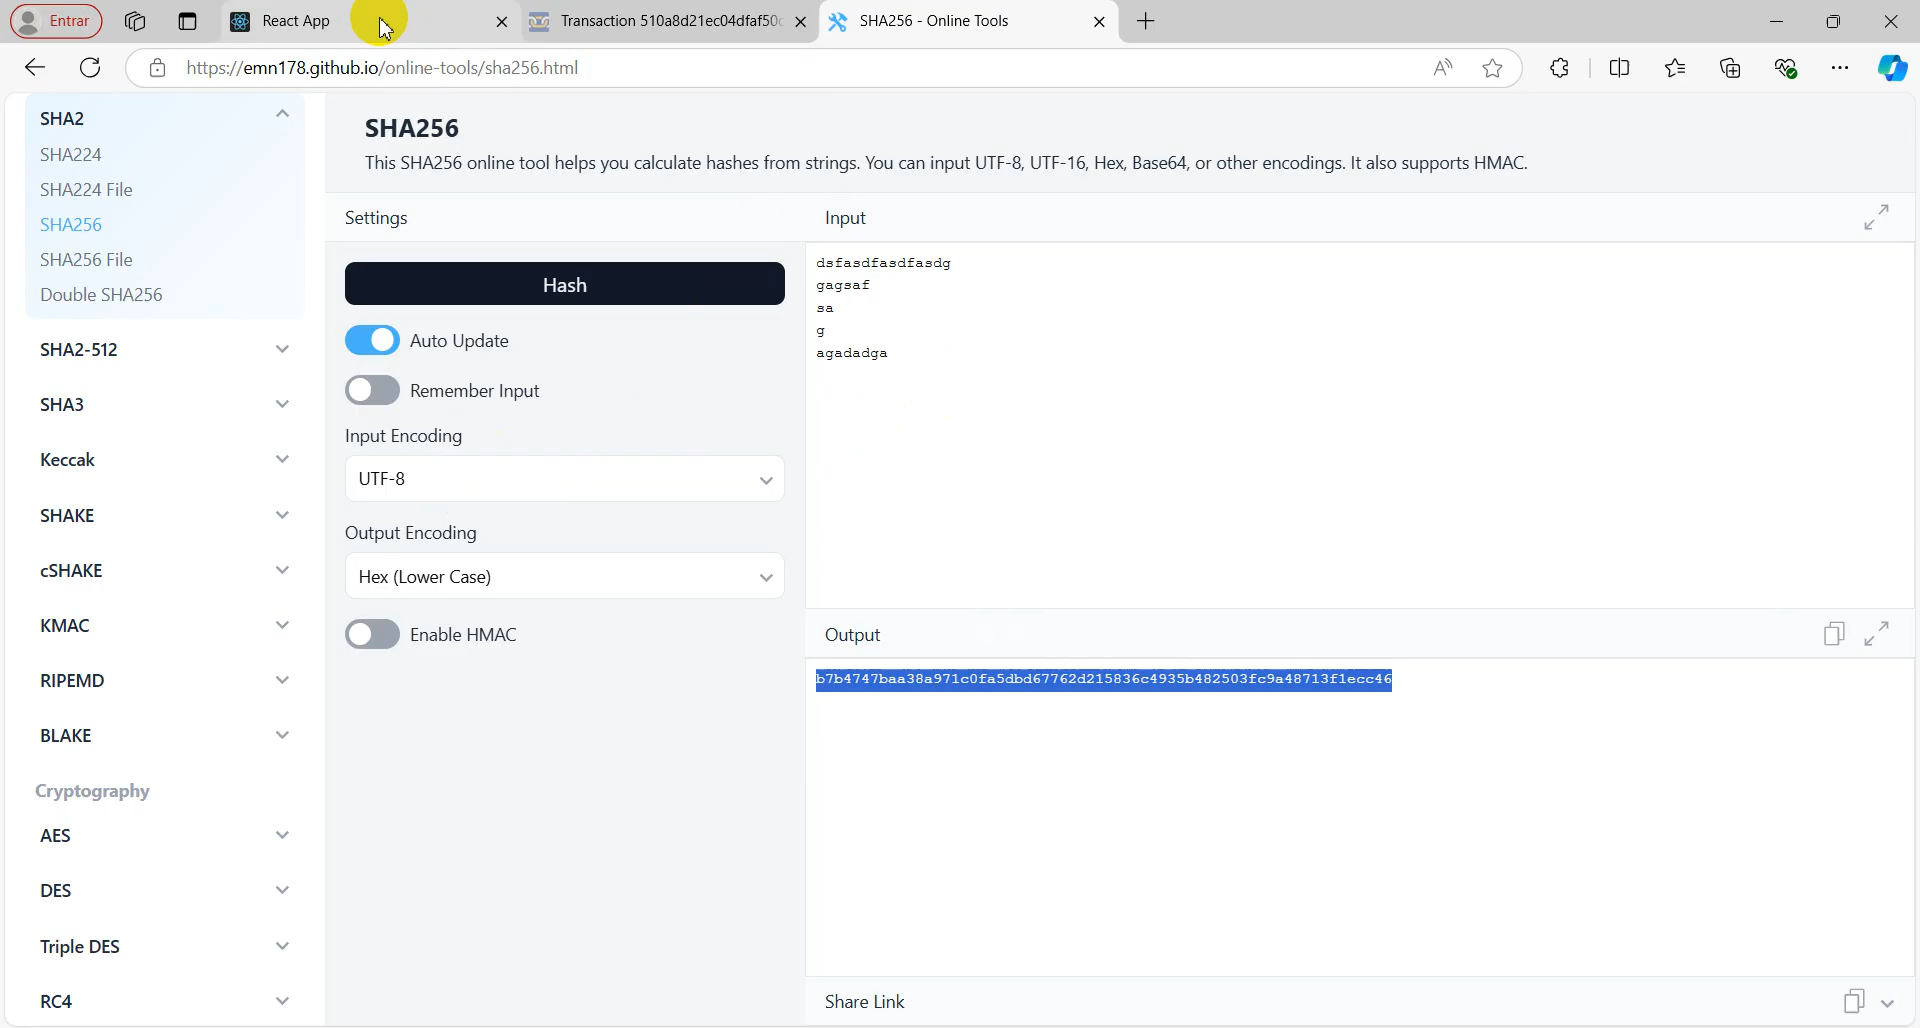 Entrar
React App
Transaction 510a8d21ec04dfaf50
SHA256 - Online Tools
https://emn178.github.io/online-tools/sha256.html
SHA2
SHA224
SHA224 File
SHA256
SHA256 File
Double SHA256
SHA2-512
SHA3
Keccak
SHAKE
cSHAKE
KMAC
RIPEMD
BLAKE
Cryptography
AES
DES
Triple DES
RC4
SHA256
This SHA256 online tool helps you calculate hashes from strings. You can input UTF-8, UTF-16, Hex, Base64, or other encodings. It also supports HMAC.
Settings
Hash
Auto Update
Remember Input
Input Encoding
UTF-8
Output Encoding
Hex (Lower Case)
Enable HMAC
Input
dsfasdfasdfasdg
gagsaf
sa
g
agadadga
Output
b7b4747baa38a971c0fa5dbd67762d215836c4935b482503fc9a48713f1ecc46
Share Link